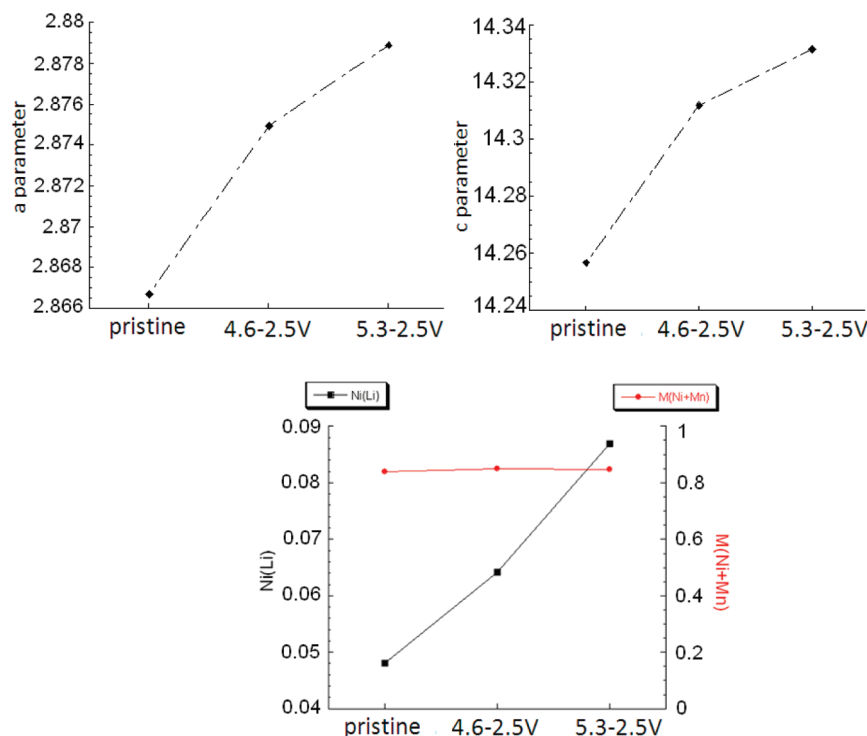 2.88
2.878
2.876
2.874
2.872
2.87
2.868
2.866
a parameter
pristine 4.6-2.5V 5.3-2.5V
14.34
14.32
14.3
14.28
14.26
14.24
c parameter
pristine 4.6-2.5V 5.3-2.5V
Ni(Li)
M(Ni+Mn)
0.09
0.08
0.07
0.06
0.05
0.04
Ni(Li)
1
0.8
0.6
0.4
0.2
0
M(Ni+Mn)
pristine 4.6-2.5V 5.3-2.5V